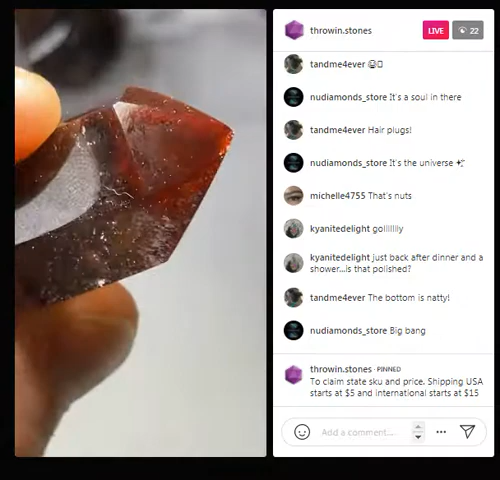 throwin.stones
LIVE
22
tandme4ever
nudiamonds_store It's a soul in there
tandme4ever Hair plugs!
nudiamonds_store It's the universe
michelle4755 That's nuts
kyanitedelight
kyanitedelight just back after dinner and a
shower...is that polished?
tandme4ever The bottom is natty!
nudiamonds_store Big bang
throwin.stones · PINNED
To claim state sku and price. Shipping USA
starts at $5 and international starts at $15
Add a comment...